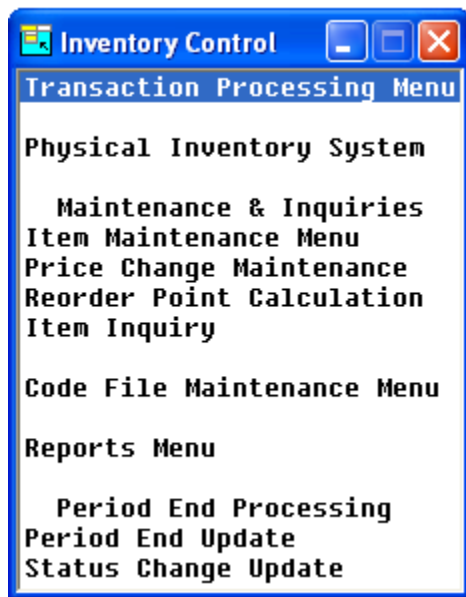 Inventory Control
Transaction Processing Menu
Physical Inventory System
Maintenance & Inquiries
Item Maintenance Menu
Price Change Maintenance
Reorder Point Calculation
Item Inquiry
Code File Maintenance Menu
Reports Menu
Period End Processing
Period End Update
Status Change Update